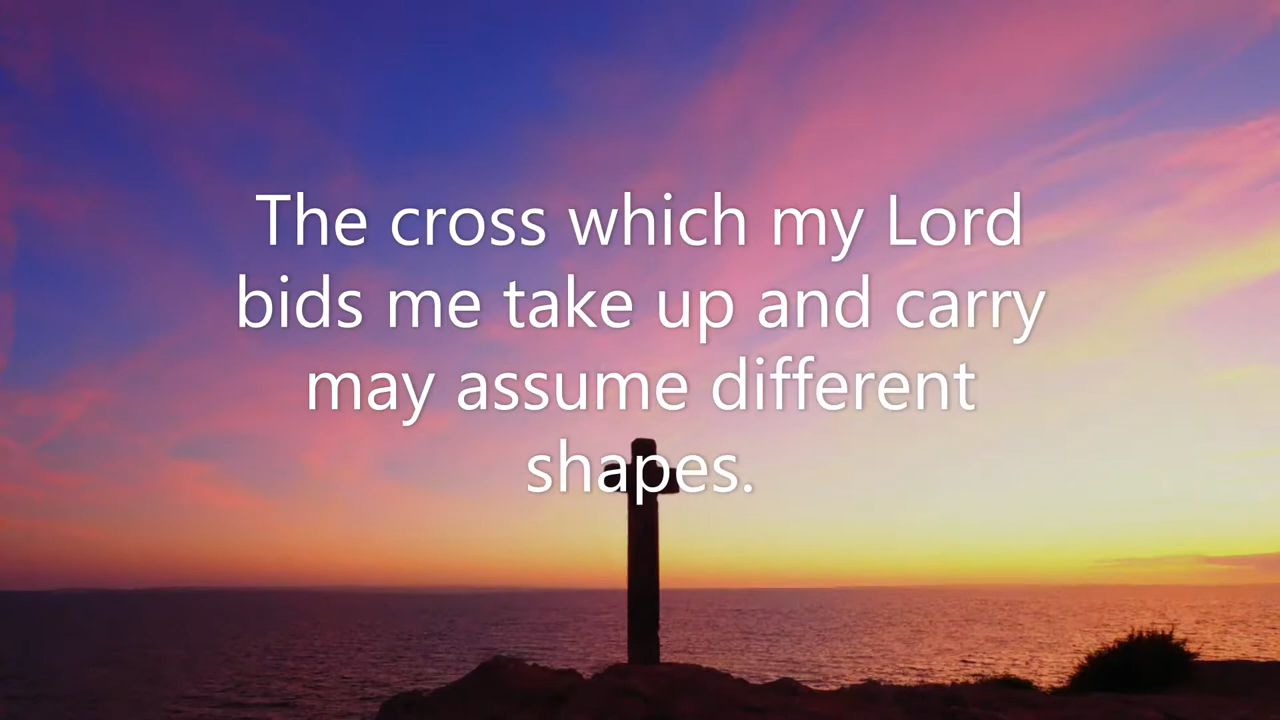 The cross which my Lord
bids me take up and carry
may assume different
shapes.